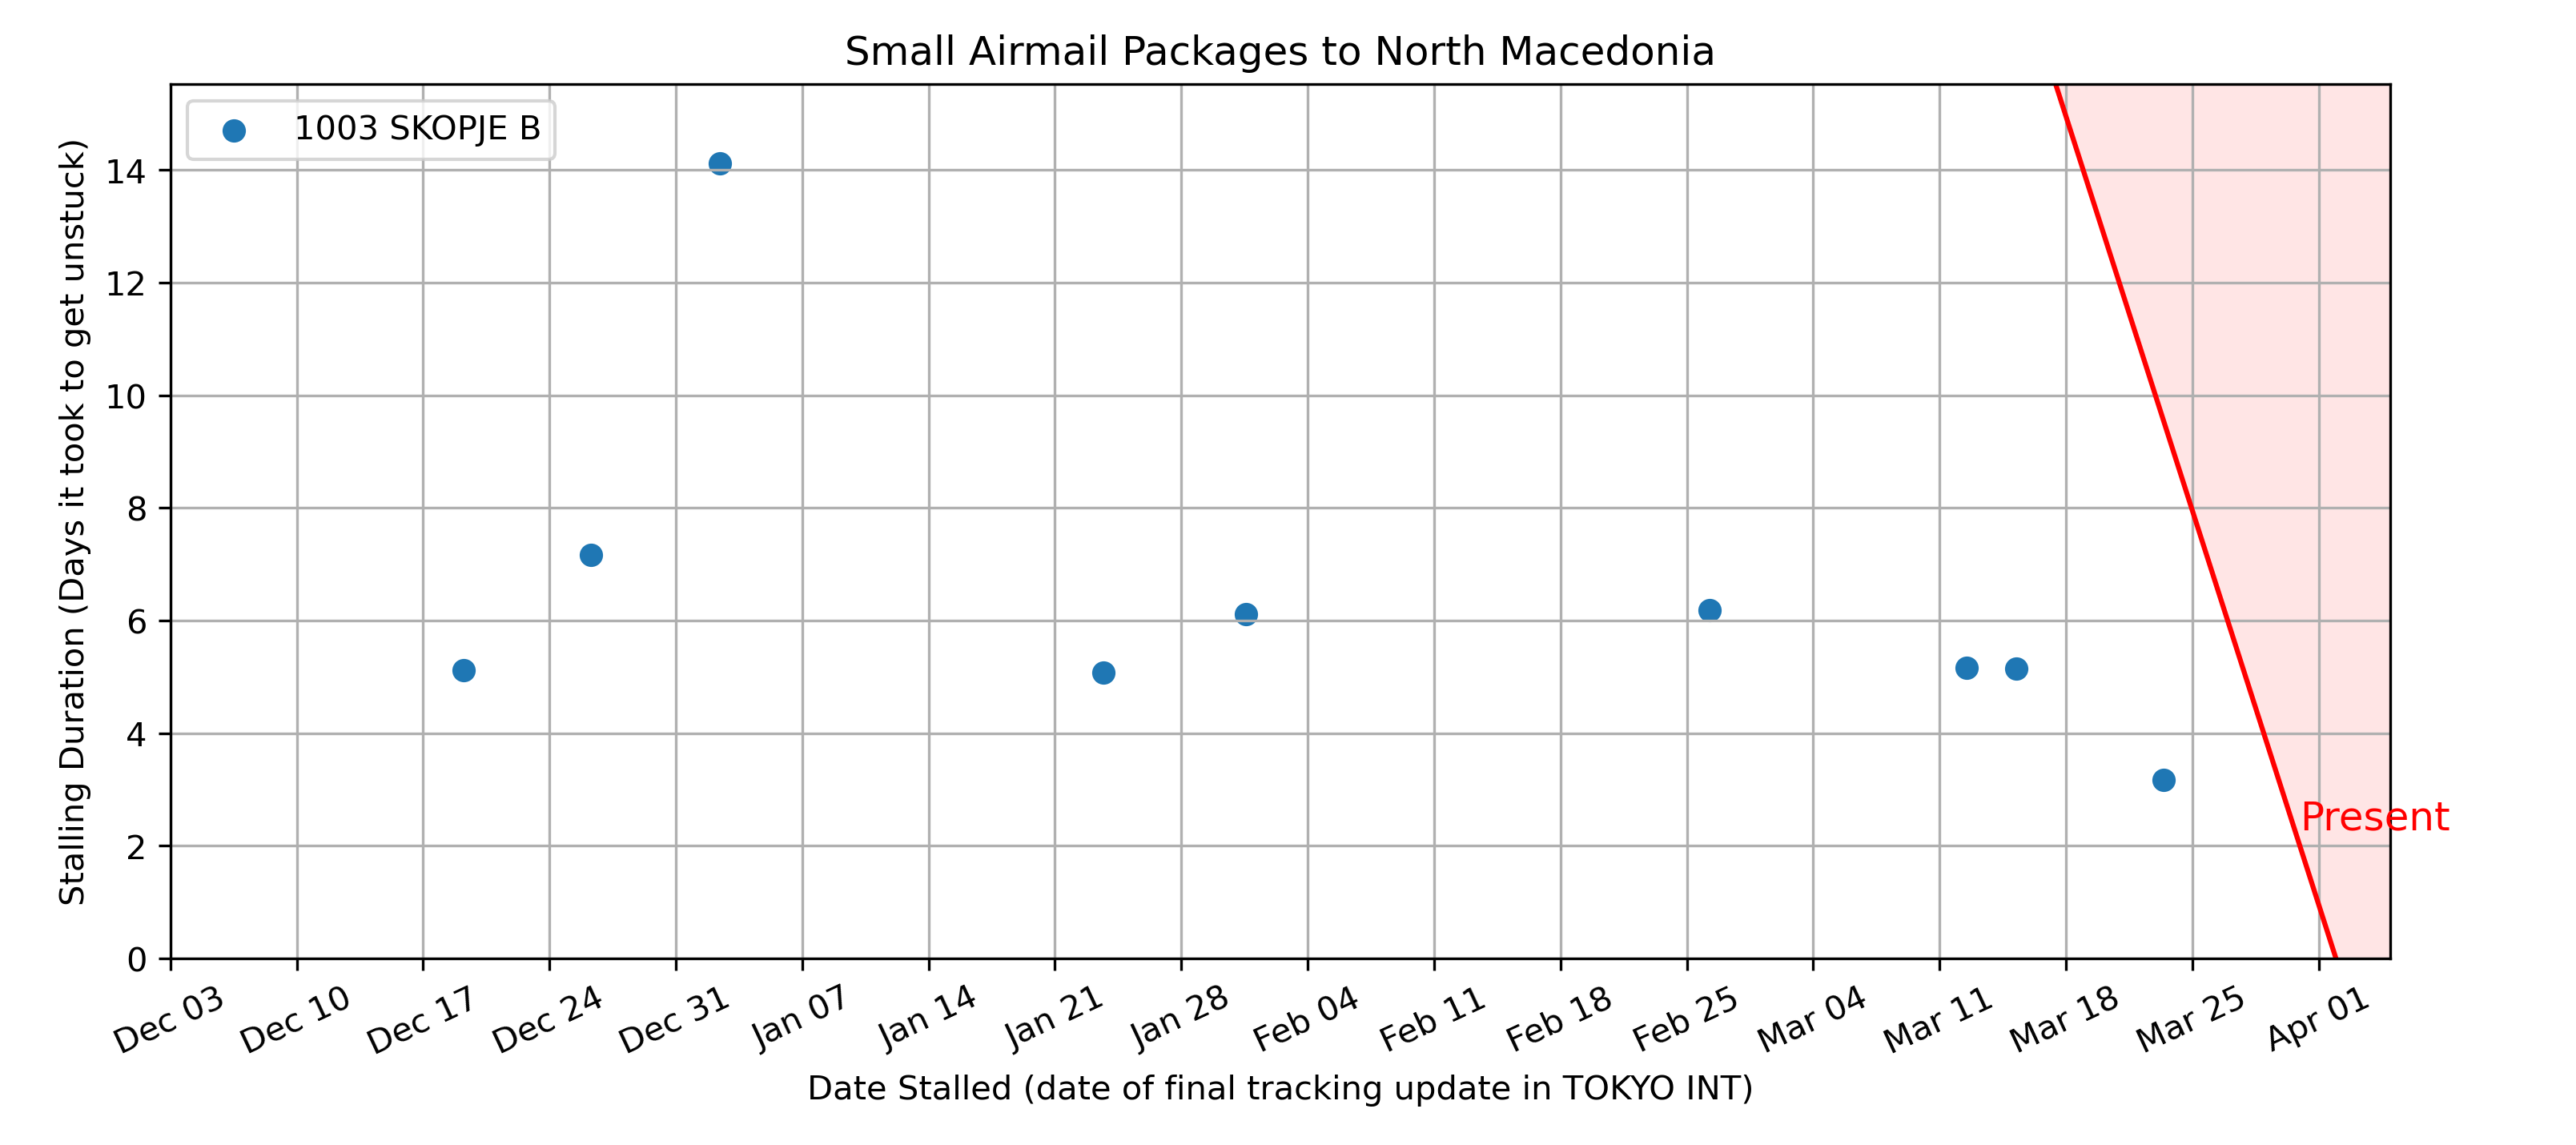 Small Airmail Packages to North Macedonia
1003 SKOPJE B
Stalling Duration (Days it took to get unstuck)
14
12
10
8
6
4
2
0
Present
Dec 03
Dec 10
Dec 17
Dec 24
Dec 31
Jan 07
Jan 14
Jan 21
Jan 28
Feb 04
Feb 11
Feb 18
Feb 25
Mar 04
Mar 11
Mar 18
Mar 25
Apr 01
Date Stalled (date of final tracking update in TOKYO INT)